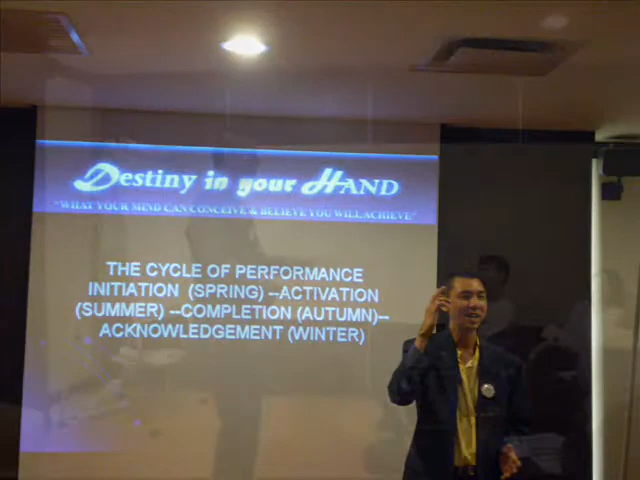 Destiny in your HAND
"WHAT YOUR MIND CAN CONCEIVE & BELIEVE YOU WILL ACHIEVE"
THE CYCLE OF PERFORMANCE
INITIATION (SPRING) --ACTIVATION
(SUMMER) --COMPLETION (AUTUMN)--
ACKNOWLEDGEMENT (WINTER)